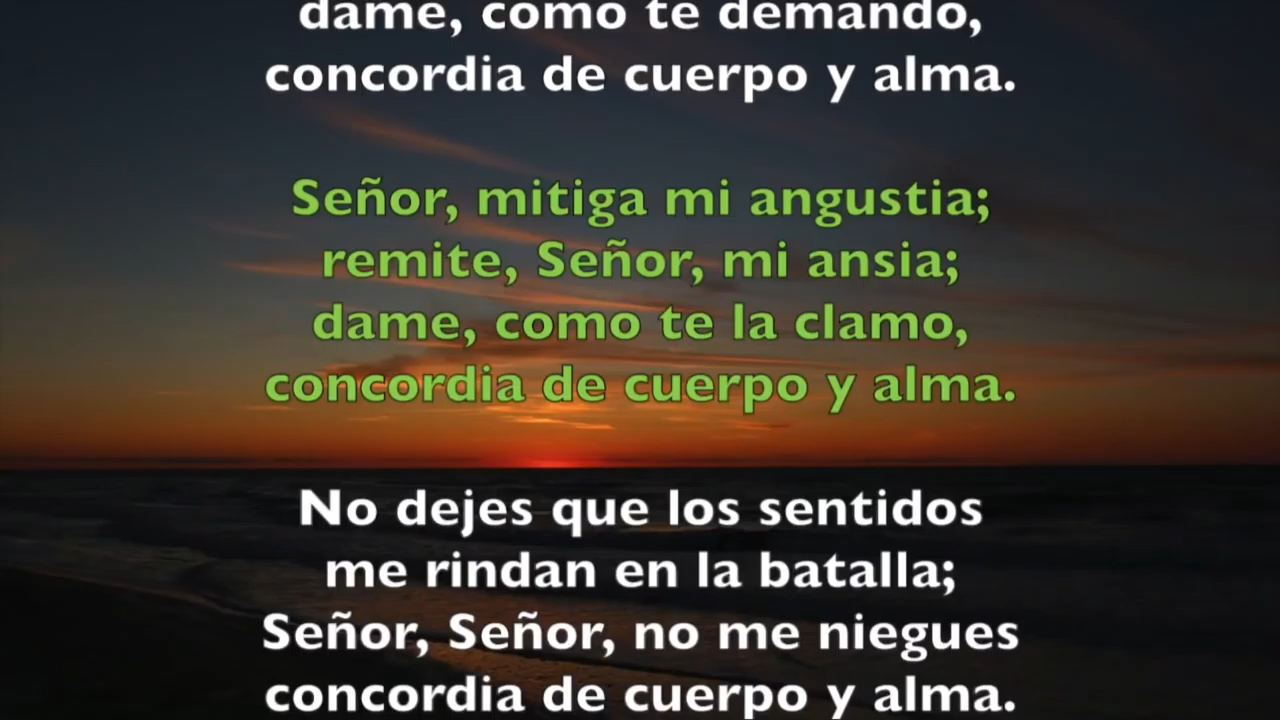 dame, como te demando,
concordia de cuerpo y alma.
Señor, mitiga mi angustia;
remite, Señor, mi ansia;
dame, como te la clamo,
concordia de cuerpo y alma.
No dejes que los sentidos
me rindan en la batalla;
Señor, Señor, no me niegues
concordia de cuerpo y alma.